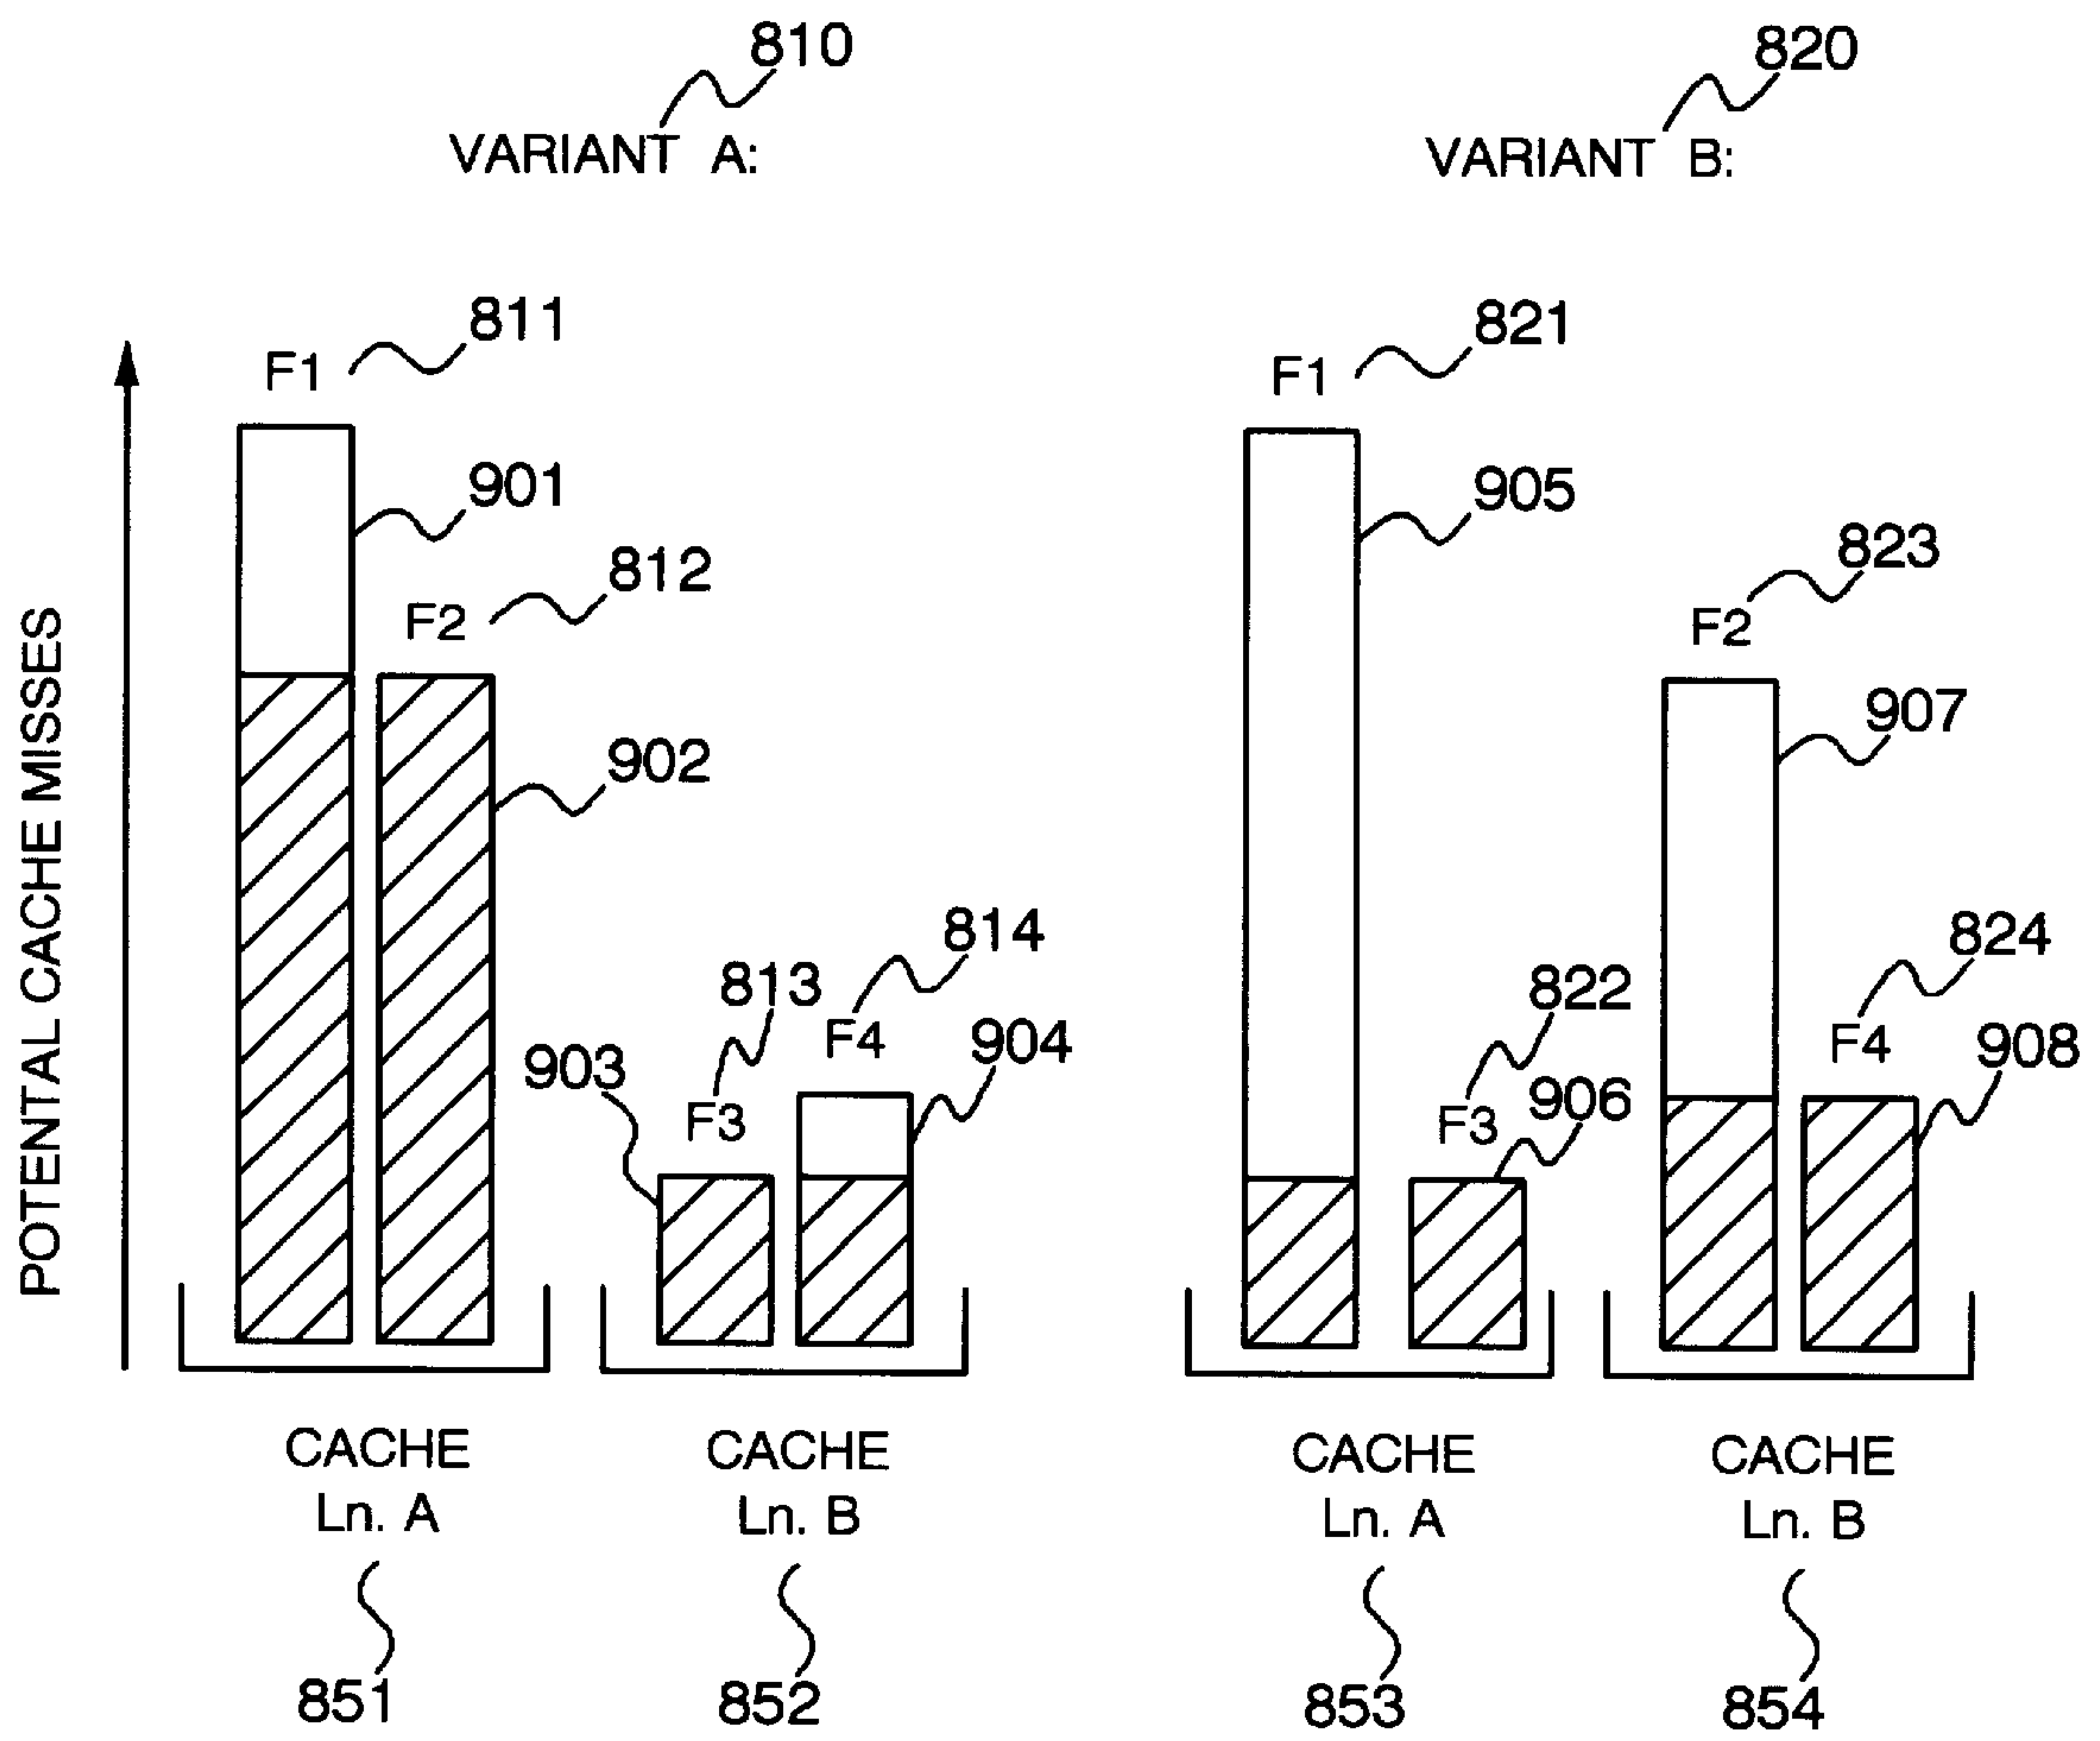 810
820
VARIANT A:
VARIANT B:
811
821
F1
F1
901
905
812
823
F2
F2
902
907
814
824
813
822
F4
F4
904
908
903
906
F3
F3
POTENTAL CACHE MISSES
CACHE
Ln. A
CACHE
Ln. B
CACHE
Ln. A
CACHE
Ln. B
851
852
853
854